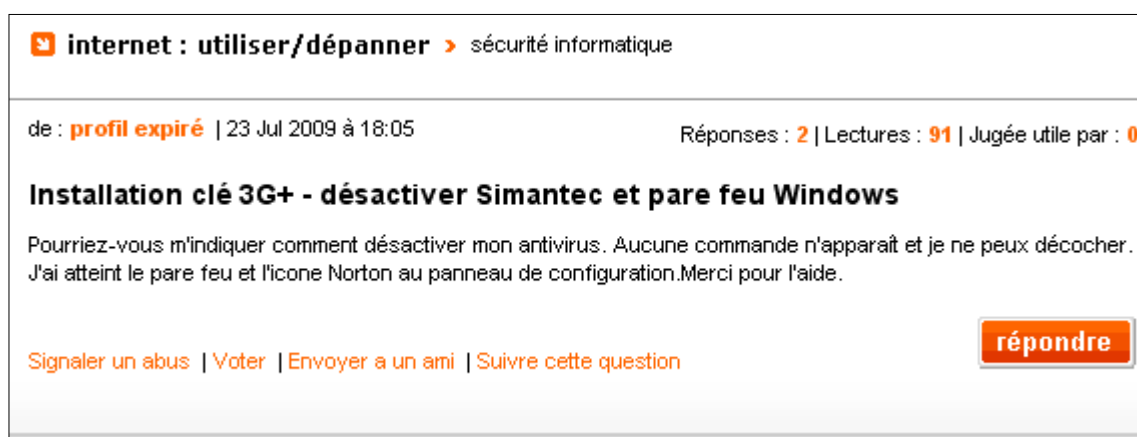 internet : utiliser/dépanner > sécurité informatique
de : profil expiré | 23 Jul 2009 à 18:05
Réponses : 2 | Lectures : 91 | Jugée utile par : 0
Installation clé 3G+ - désactiver Simantec et pare feu Windows
Pourriez-vous m'indiquer comment désactiver mon antivirus. Aucune commande n'apparaît et je ne peux décocher.
J'ai atteint le pare feu et l'icone Norton au panneau de configuration.Merci pour l'aide.
répondre
Signaler un abus | Voter | Envoyer a un ami | Suivre cette question